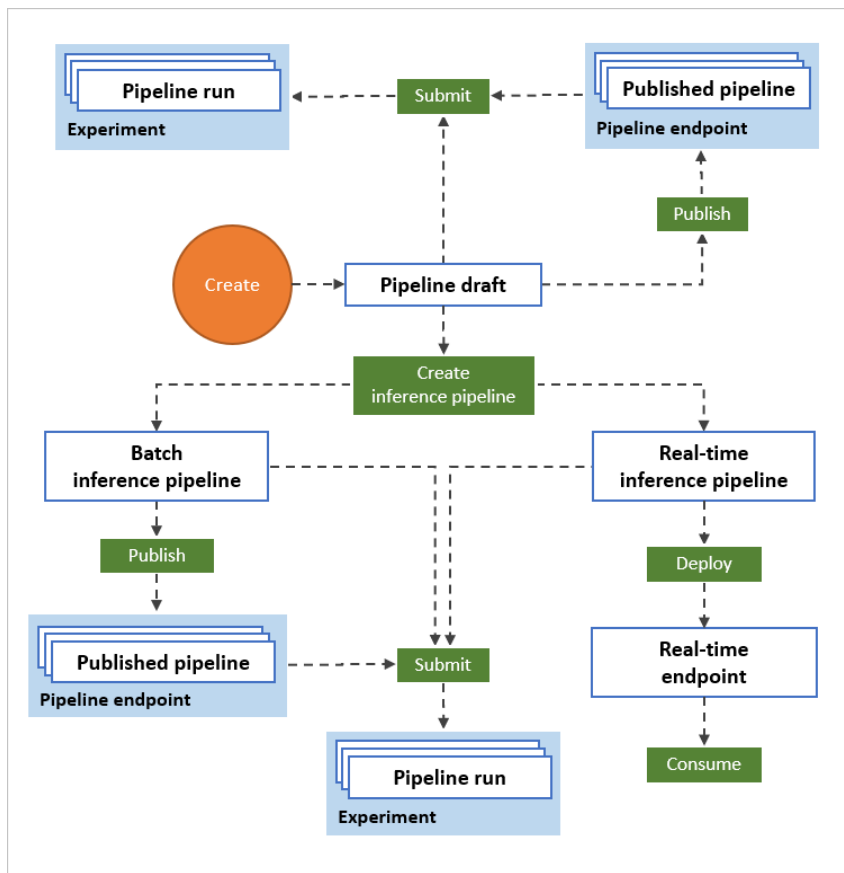 Pipeline run
Experiment
Submit
Published pipeline
Pipeline endpoint
Publish
Create
Pipeline draft
Create
inference pipeline
Batch
inference pipeline
Real-time
inference pipeline
Publish
Deploy
Published pipeline
Pipeline endpoint
Submit
Real-time
endpoint
Pipeline run
Experiment
Consume